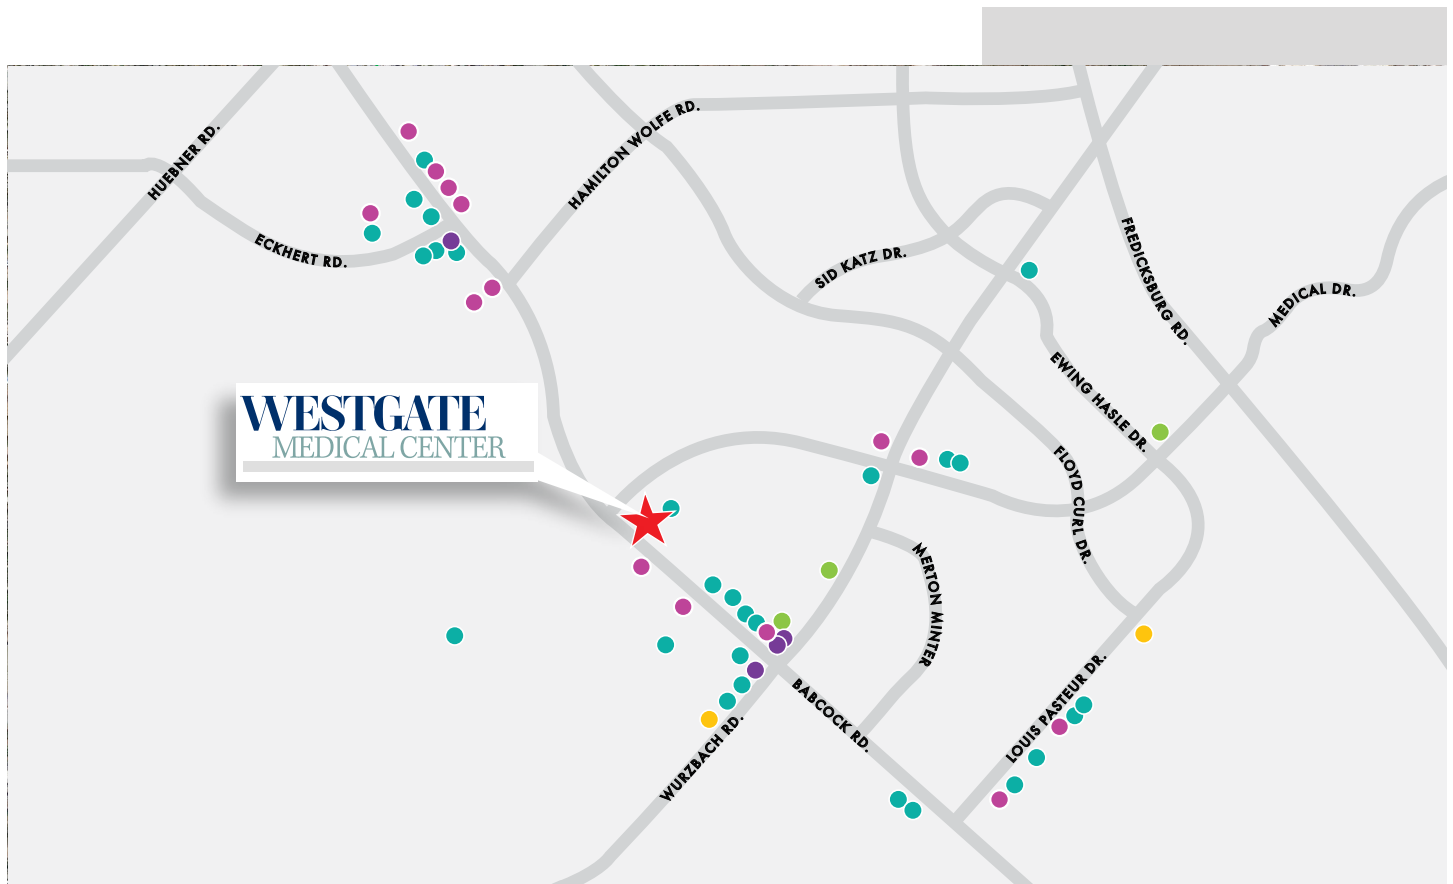 HAMILTON WOLFE RD.
HUEBNER RD.
ECKHERT RD.
SID KATZ DR.
FREDICKSBURG RD.
MEDICAL DR.
EWING HASLE DR.
WESTGATE
MEDICAL CENTER
FLOYD CURL DR.
MERTON MINTER
LOUIS PASTEUR DR.
BABCOCK RD.
WURZBACH RD.